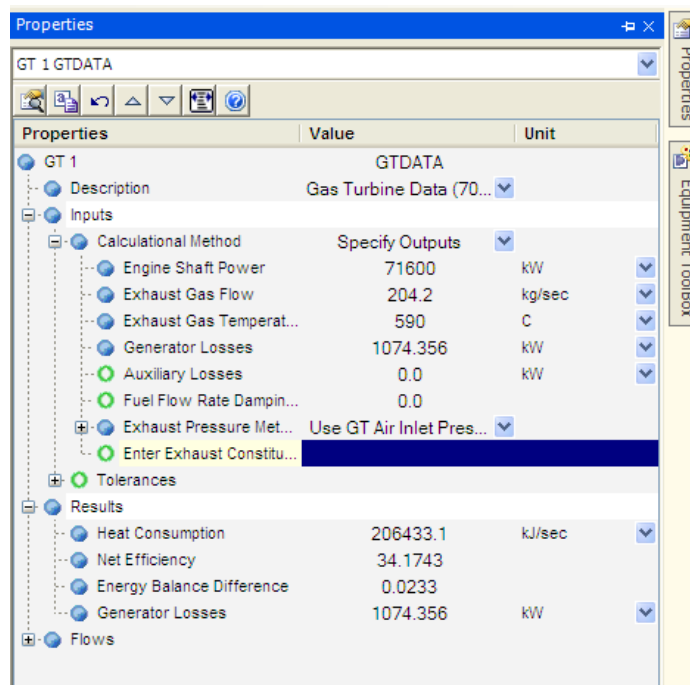 Properties
GT 1 GTDATA
Properties Value Unit
GT 1 GTDATA
Description Gas Turbine Data (70...
Inputs
Calculational Method Specify Outputs
Engine Shaft Power 71600 kW
Exhaust Gas Flow 204.2 kg/sec
Exhaust Gas Temperat... 590 C
Generator Losses 1074.356 kW
Auxiliary Losses 0.0 kW
Fuel Flow Rate Dampin... 0.0
Exhaust Pressure Met... Use GT Air Inlet Pres...
Enter Exhaust Constitu...
Tolerances
Results
Heat Consumption 206433.1 kJ/sec
Net Efficiency 34.1743
Energy Balance Difference 0.0233
Generator Losses 1074.356 kW
Flows
Properties
Equipment ToolBox